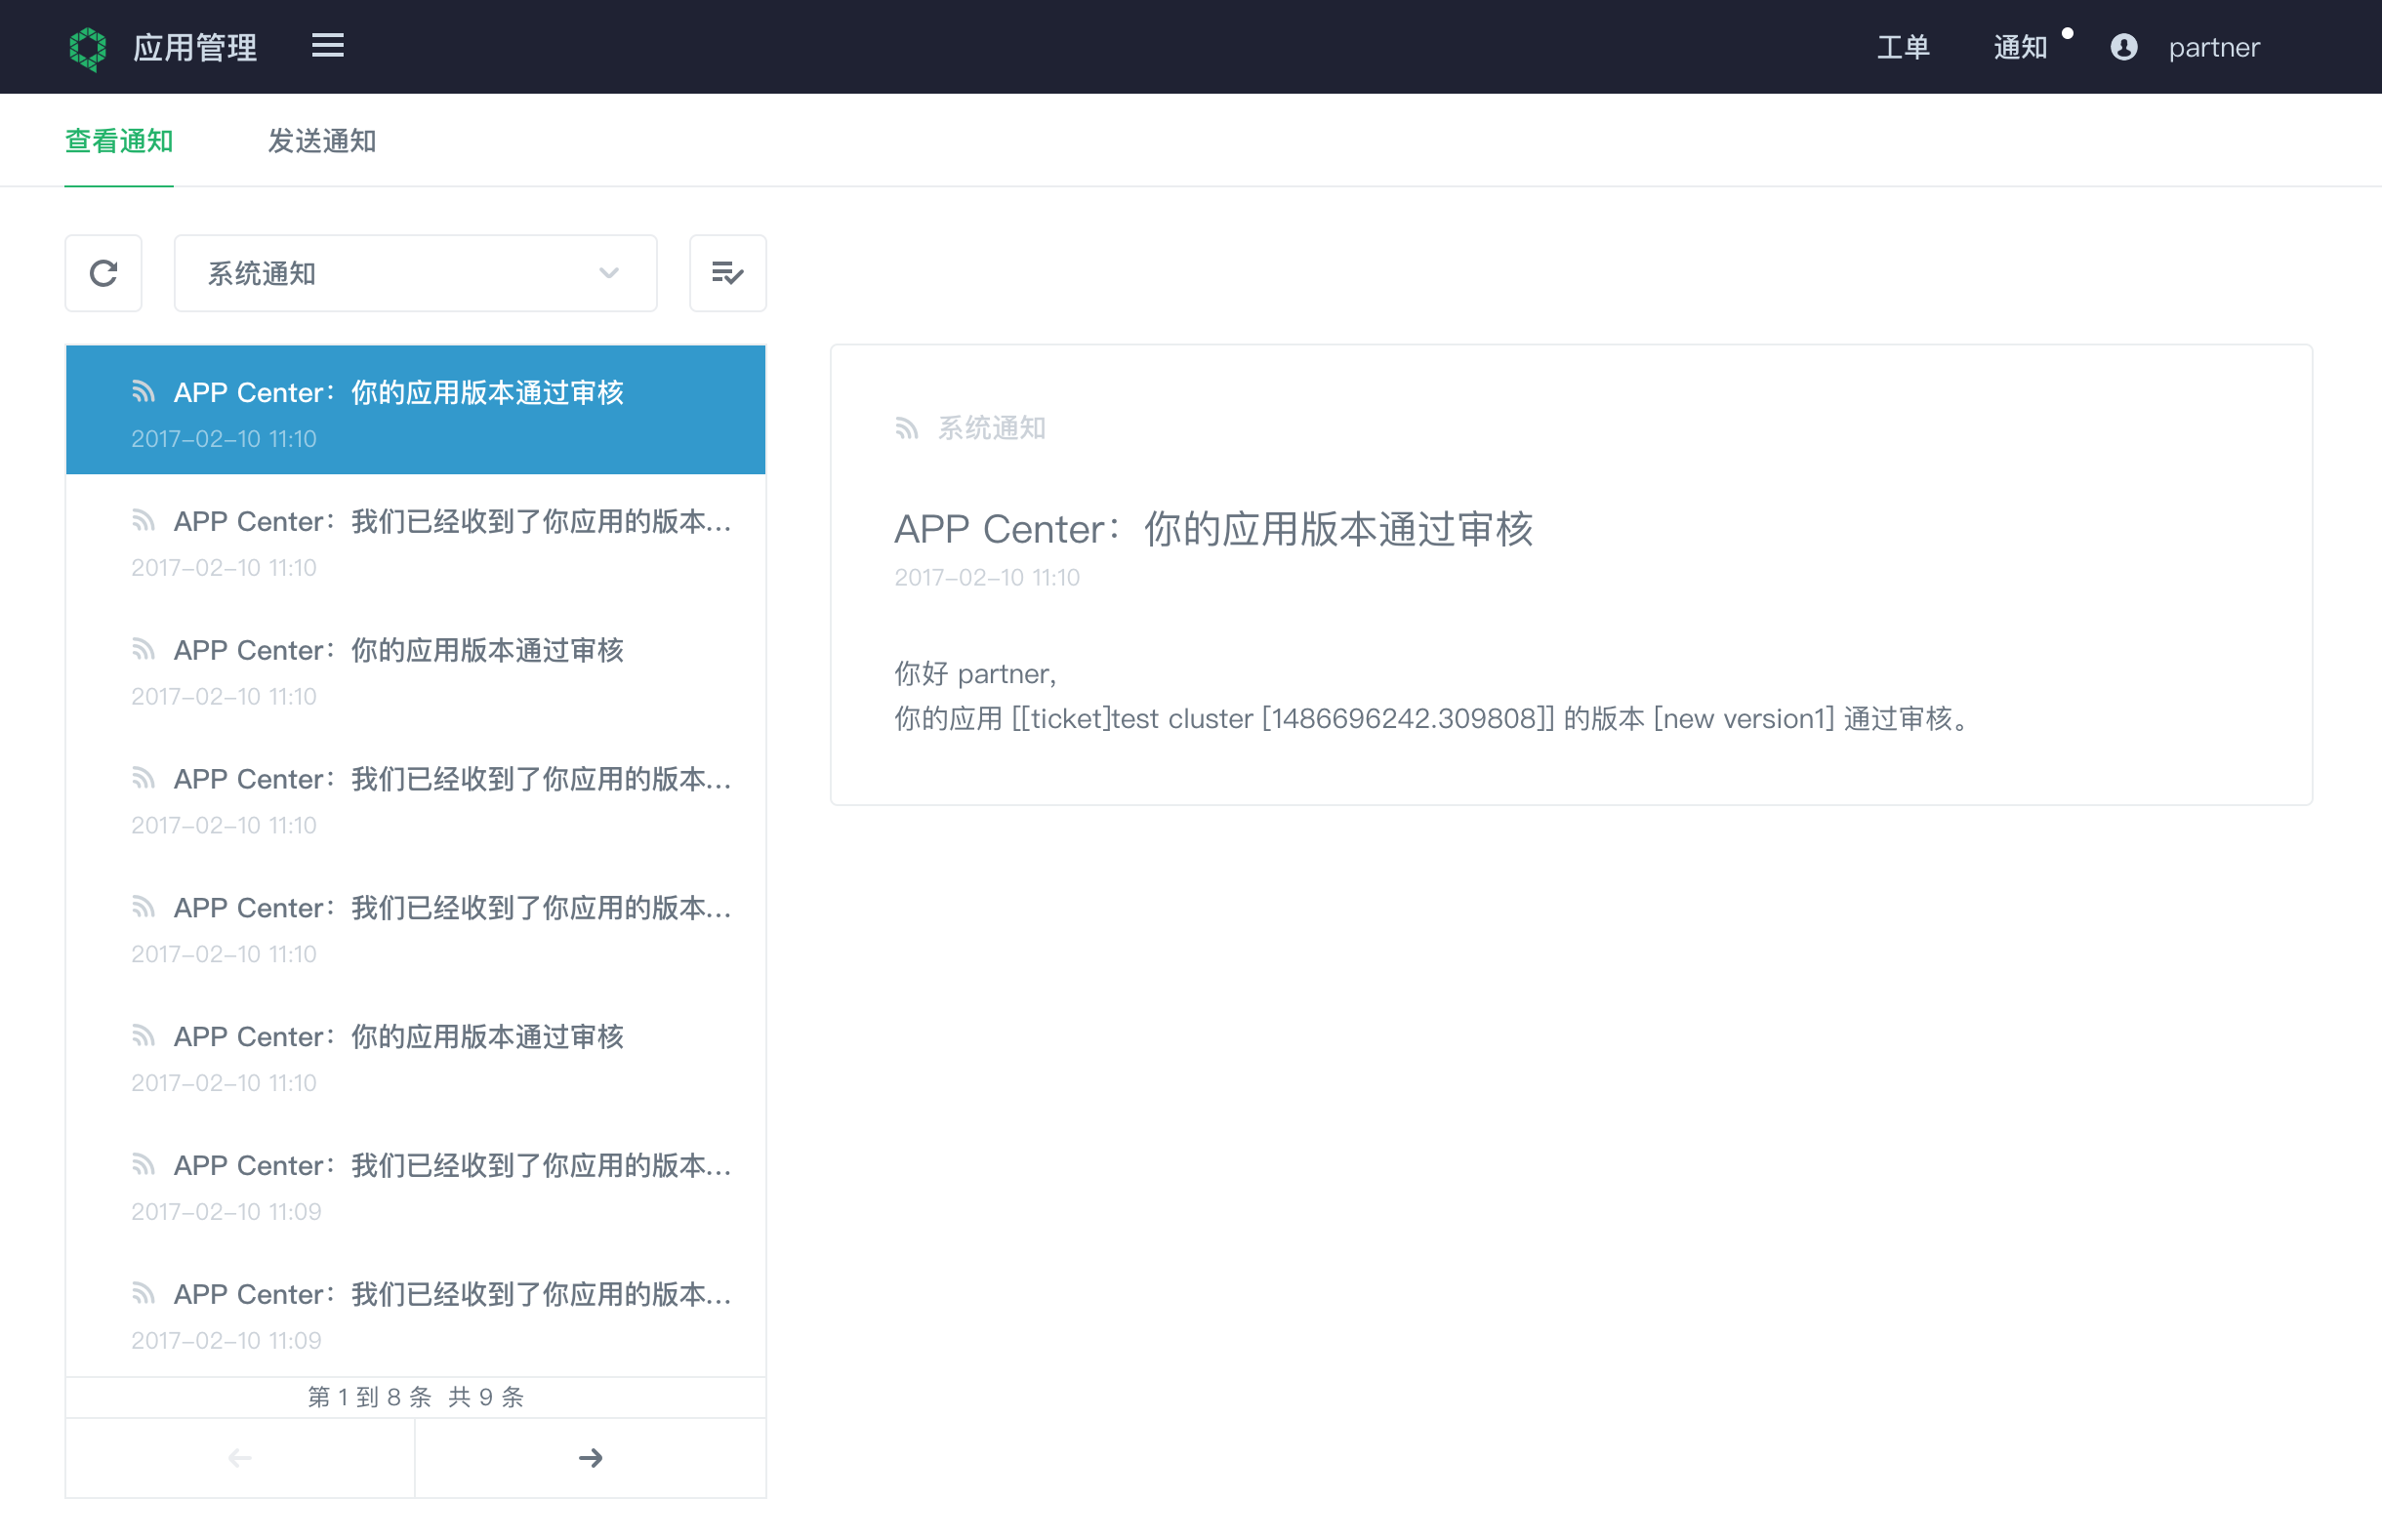 应用管理
工单 通知 partner
查看通知 发送通知
系统通知
APP Center：你的应用版本通过审核
2017-02-10 11:10
APP Center：我们已经收到了你应用的版本...
2017-02-10 11:10
APP Center：你的应用版本通过审核
2017-02-10 11:10
APP Center：我们已经收到了你应用的版本...
2017-02-10 11:10
APP Center：我们已经收到了你应用的版本...
2017-02-10 11:10
APP Center：你的应用版本通过审核
2017-02-10 11:10
APP Center：我们已经收到了你应用的版本...
2017-02-10 11:09
APP Center：我们已经收到了你应用的版本...
2017-02-10 11:09
第 1 到 8 条 共 9 条
系统通知
APP Center：你的应用版本通过审核
2017-02-10 11:10
你好 partner,
你的应用 [[ticket]test cluster [1486696242.309808]] 的版本 [new version1] 通过审核。